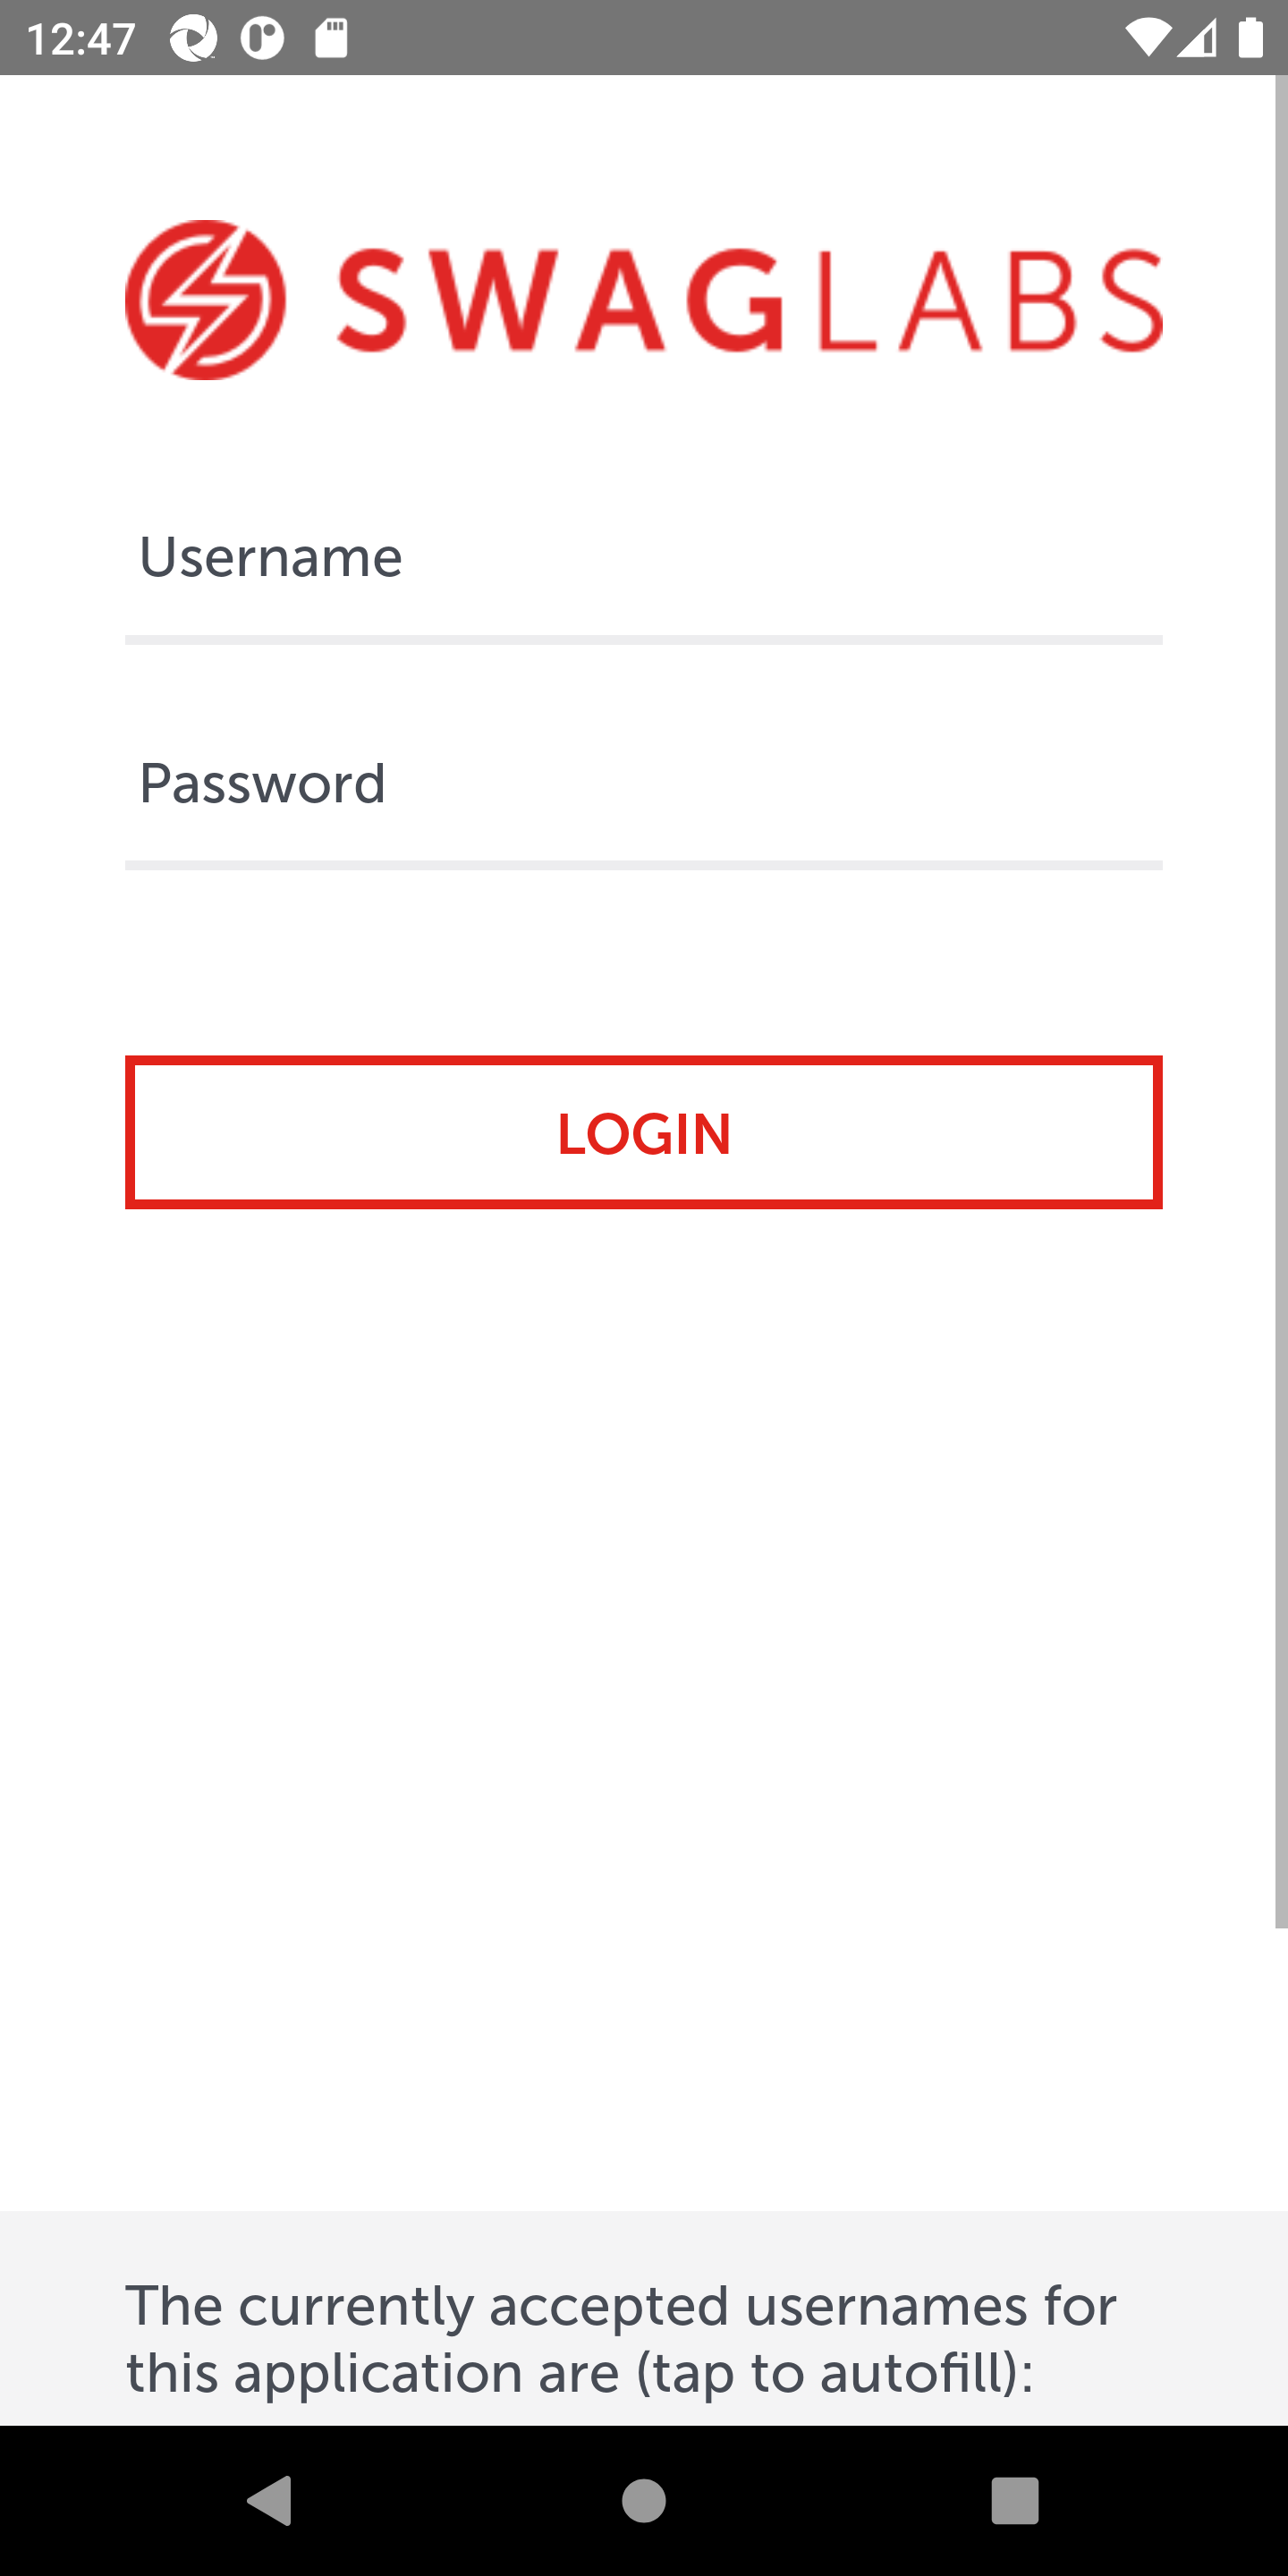 12:47
SWAGLABS
Username
Password
LOGIN
The currently accepted usernames for
this application are (tap to autofill):